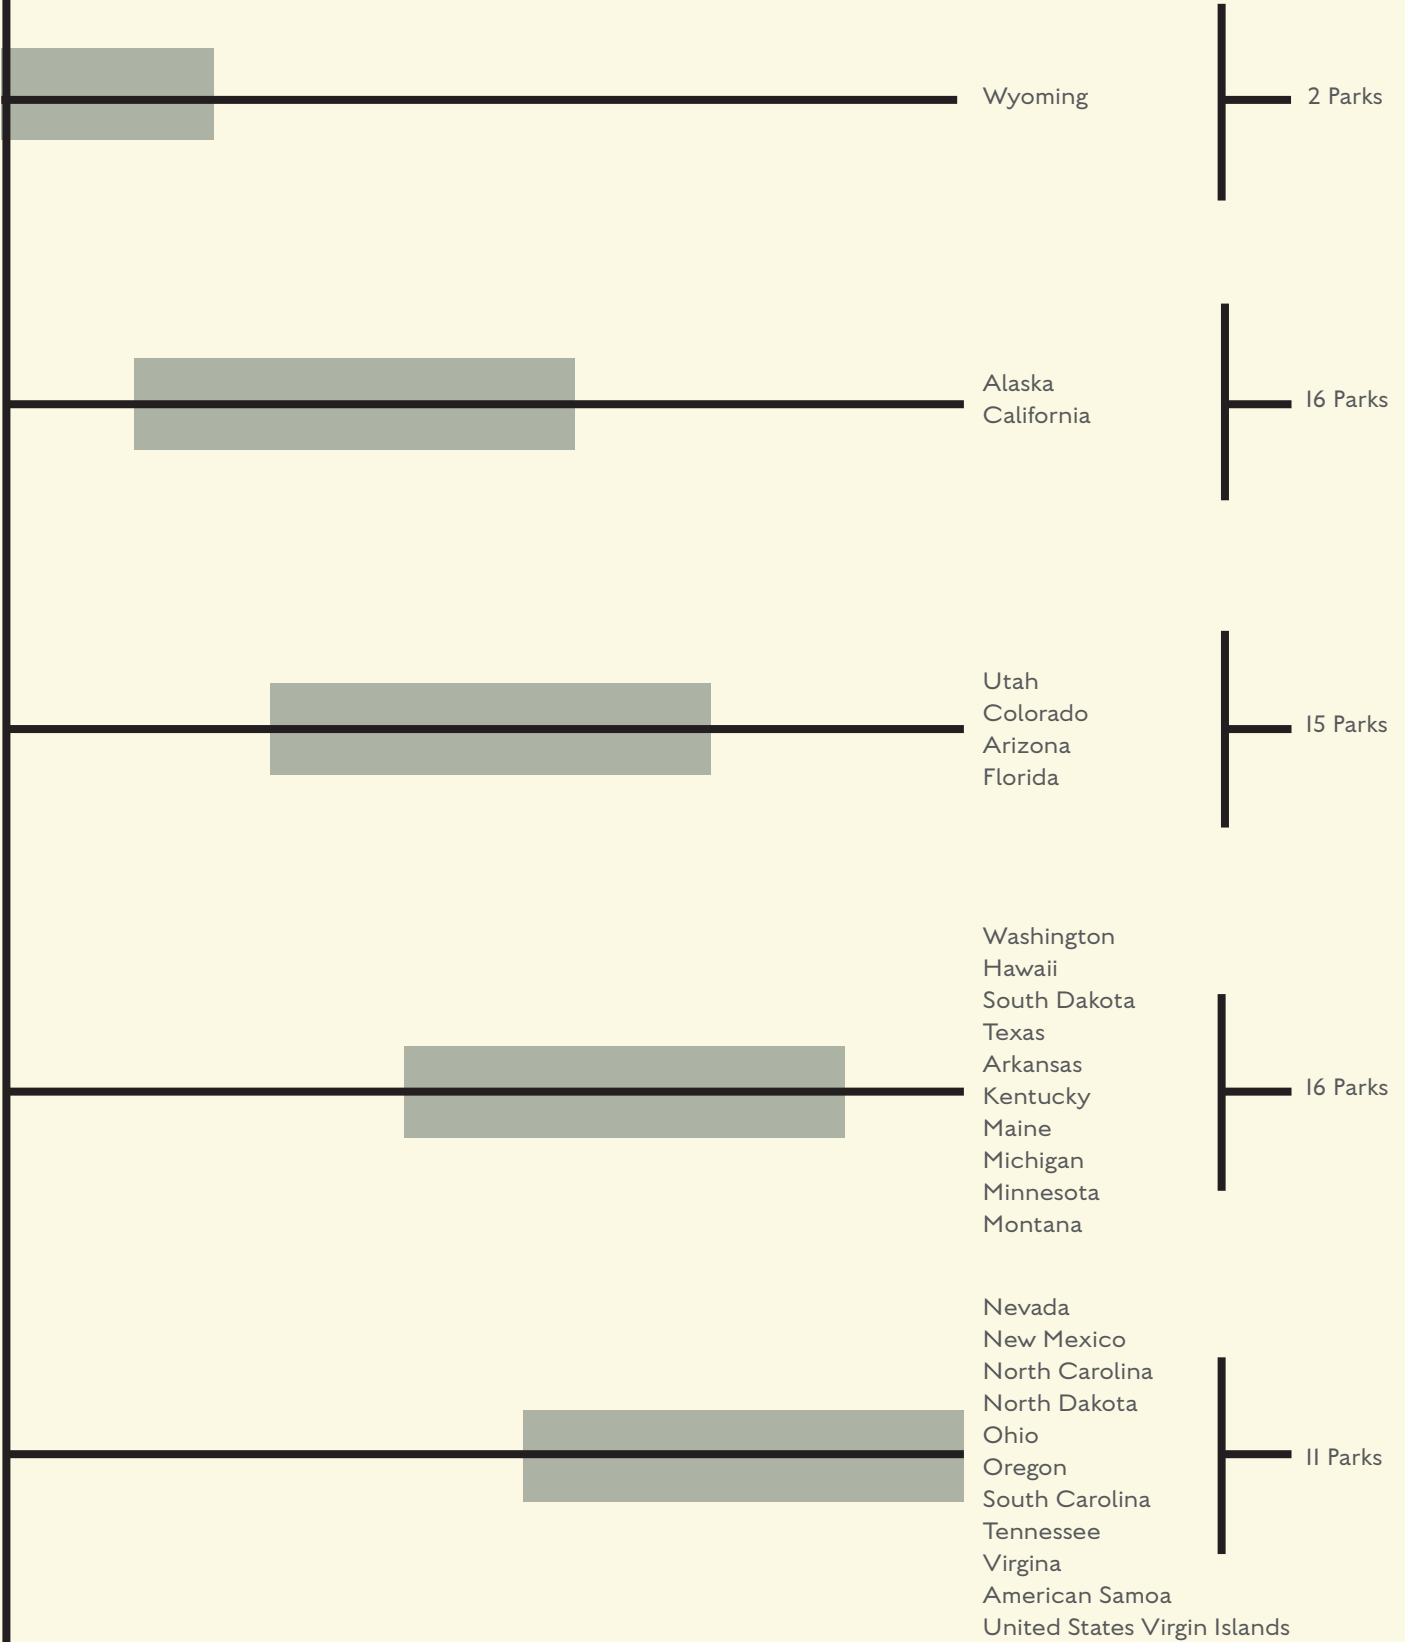 Wyoming
2 Parks
Alaska
California
16 Parks
Utah
Colorado
Arizona
Florida
15 Parks
Washington
Hawaii
South Dakota
Texas
Arkansas
Kentucky
Maine
Michigan
Minnesota
Montana
16 Parks
Nevada
New Mexico
North Carolina
North Dakota
Ohio
Oregon
South Carolina
Tennessee
Virgina
American Samoa
United States Virgin Islands
11 Parks